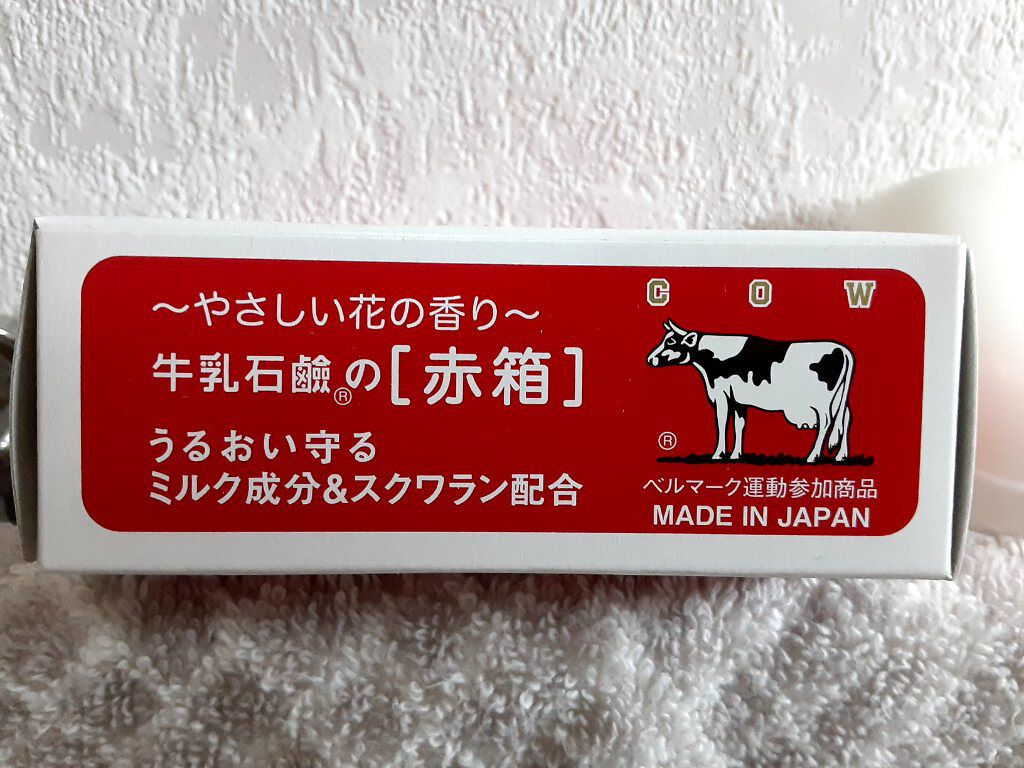 ～やさしい花の香り～
牛乳石鹸®の[赤箱]
うるおい守る
ミルク成分&スクワラン配合
COW
®
ベルマーク運動参加商品
MADE IN JAPAN